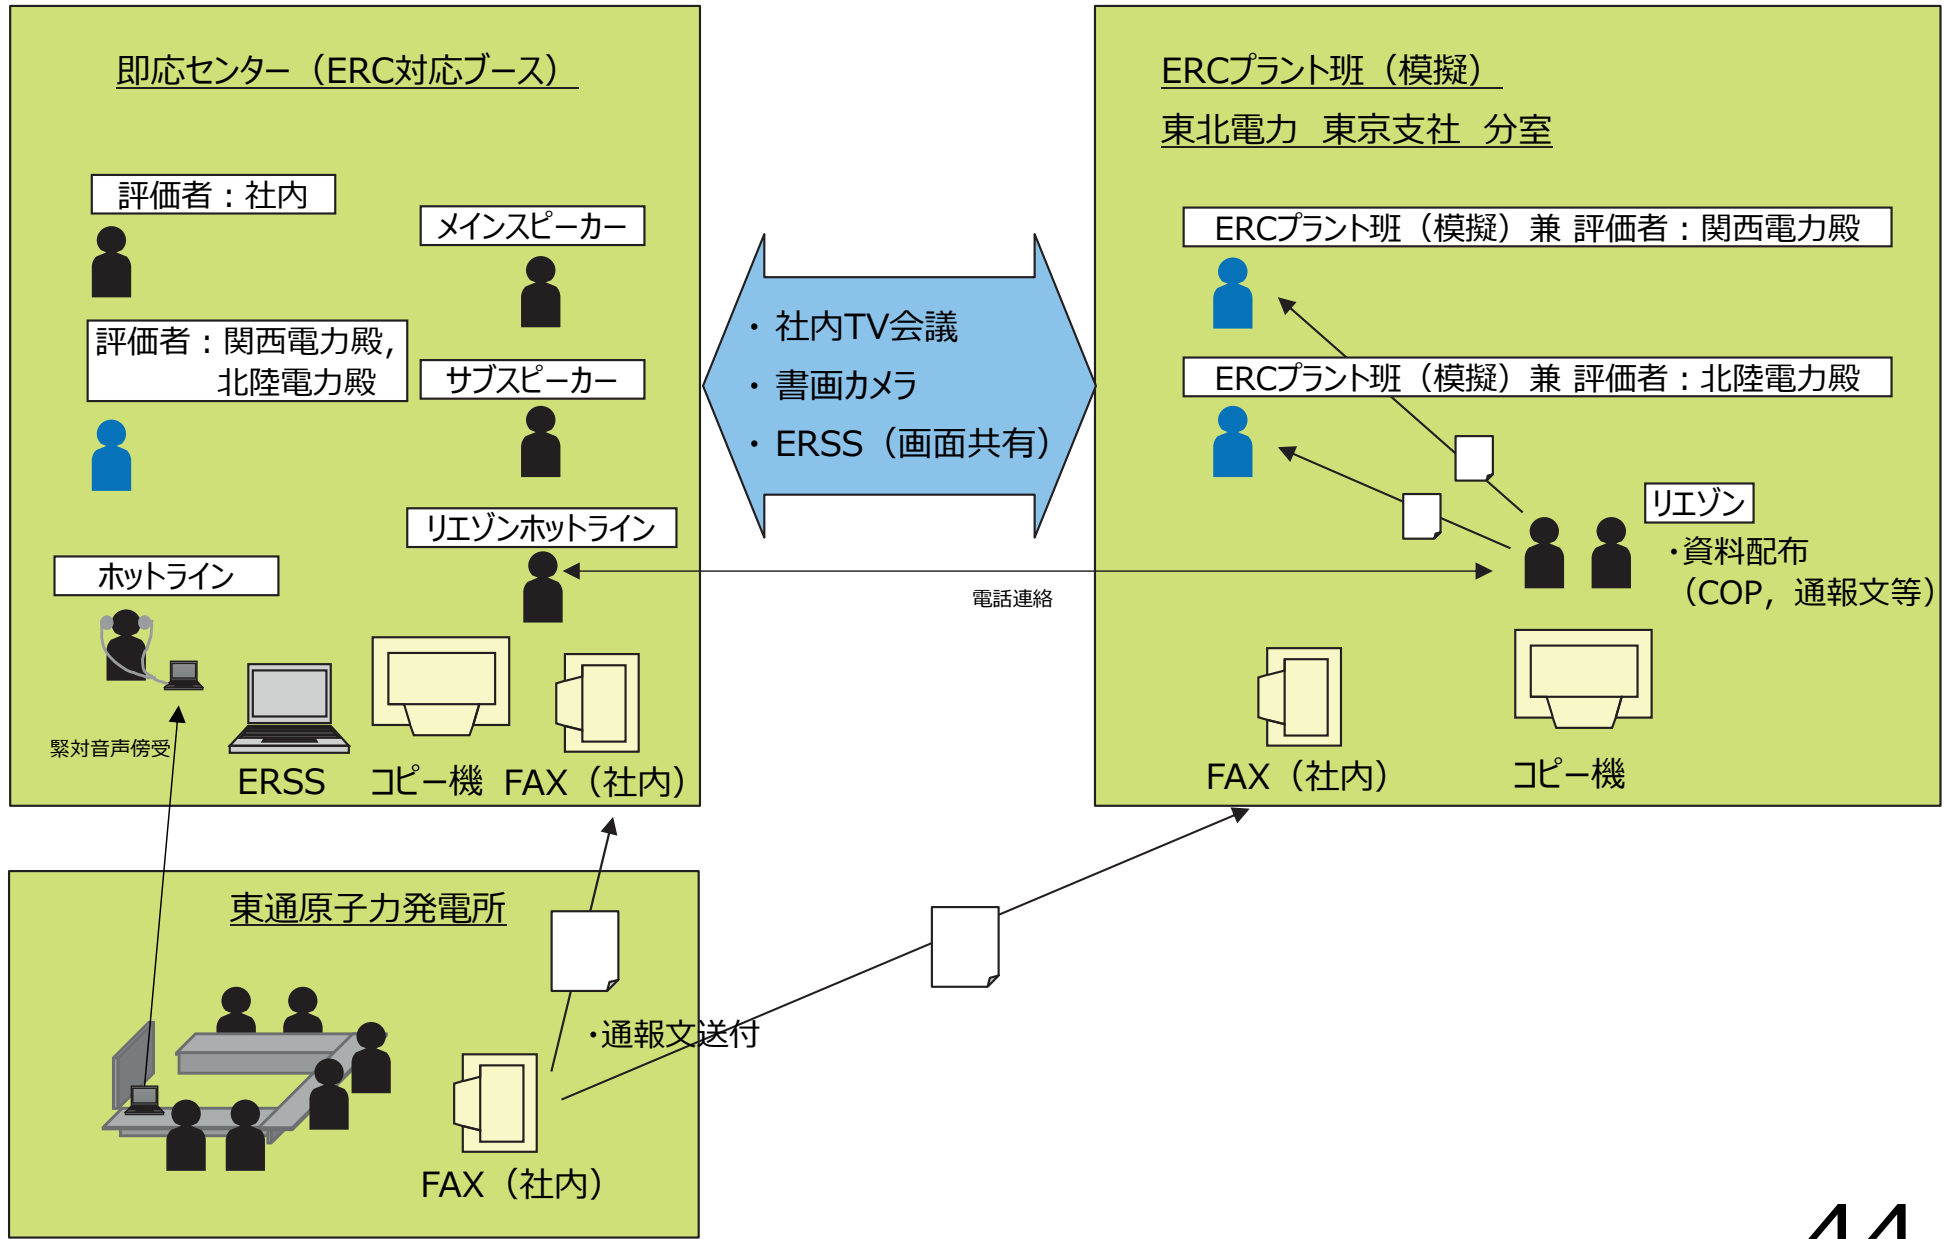 即応センター（ERC対応ブース）
評価者：社内
メインスピーカー
評価者：関西電力殿，
北陸電力殿
サブスピーカー
リエゾンホットライン
ホットライン
緊対音声傍受
ERSS
コピー機
FAX（社内）
・社内TV会議
・書画カメラ
・ERSS（画面共有）
電話連絡
ERCプラント班（模擬）
東北電力　東京支社　分室
ERCプラント班（模擬）兼 評価者：関西電力殿
ERCプラント班（模擬）兼 評価者：北陸電力殿
リエゾン
・資料配布
（COP，通報文等）
FAX（社内）
コピー機
東通原子力発電所
・通報文送付
FAX（社内）
44